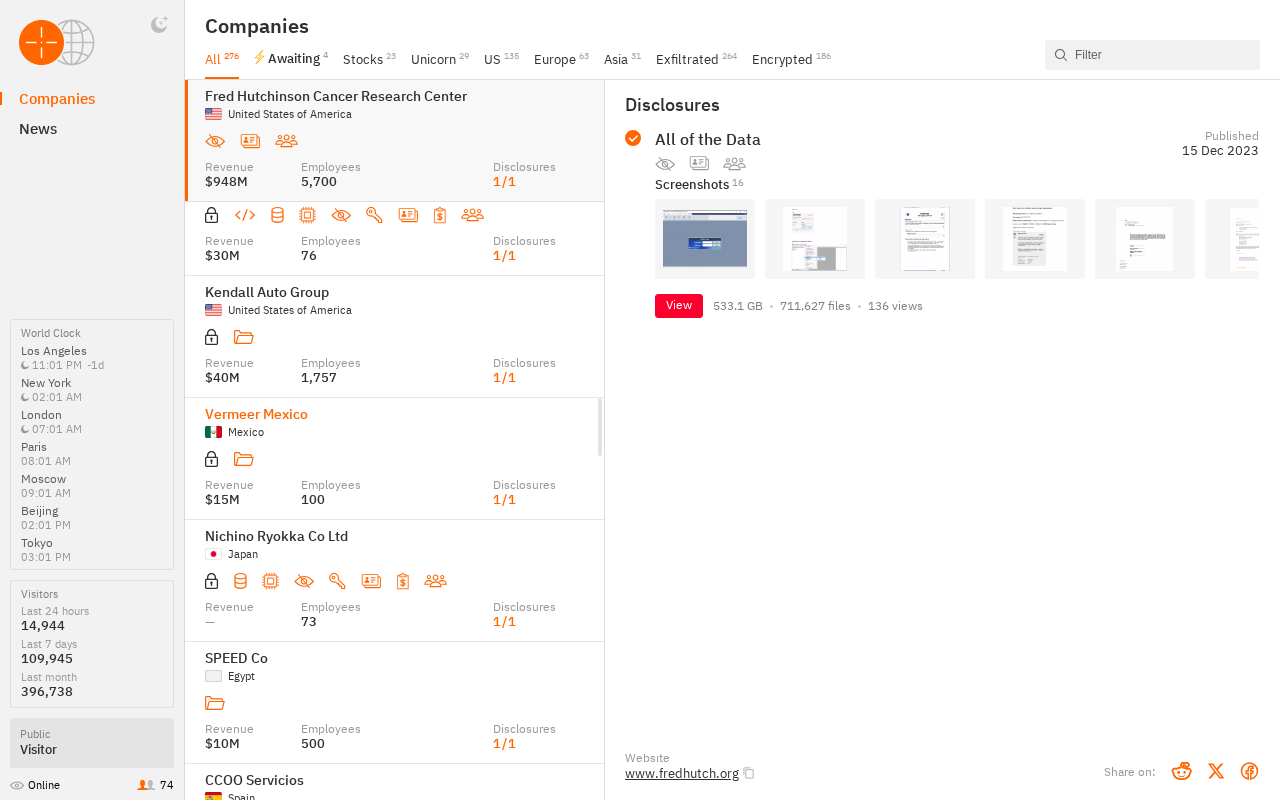 Companies
News
World Clock
Los Angeles
11:01 PM -1d
New York
02:01 AM
London
07:01 AM
Paris
08:01 AM
Moscow
09:01 AM
Beijing
02:01 PM
Tokyo
03:01 PM
Visitors
Last 24 hours
14,944
Last 7 days
109,945
Last month
396,738
Public
Visitor
Online 74
Companies
All 276 Awaiting 4 Stocks 23 Unicorn 29 US 135 Europe 63 Asia 31 Exfiltrated 264 Encrypted 186
Filter
Fred Hutchinson Cancer Research Center
United States of America
Revenue Employees Disclosures
$948M 5,700 1/1
Revenue Employees Disclosures
$30M 76 1/1
Kendall Auto Group
United States of America
Revenue Employees Disclosures
$40M 1,757 1/1
Vermeer Mexico
Mexico
Revenue Employees Disclosures
$15M 100 1/1
Nichino Ryokka Co Ltd
Japan
Revenue Employees Disclosures
— 73 1/1
SPEED Co
Egypt
Revenue Employees Disclosures
$10M 500 1/1
CCOO Servicios
Spain
Disclosures
All of the Data
Published
15 Dec 2023
Screenshots 16
View 533.1 GB • 711,627 files • 136 views
Website
www.fredhutch.org
Share on: